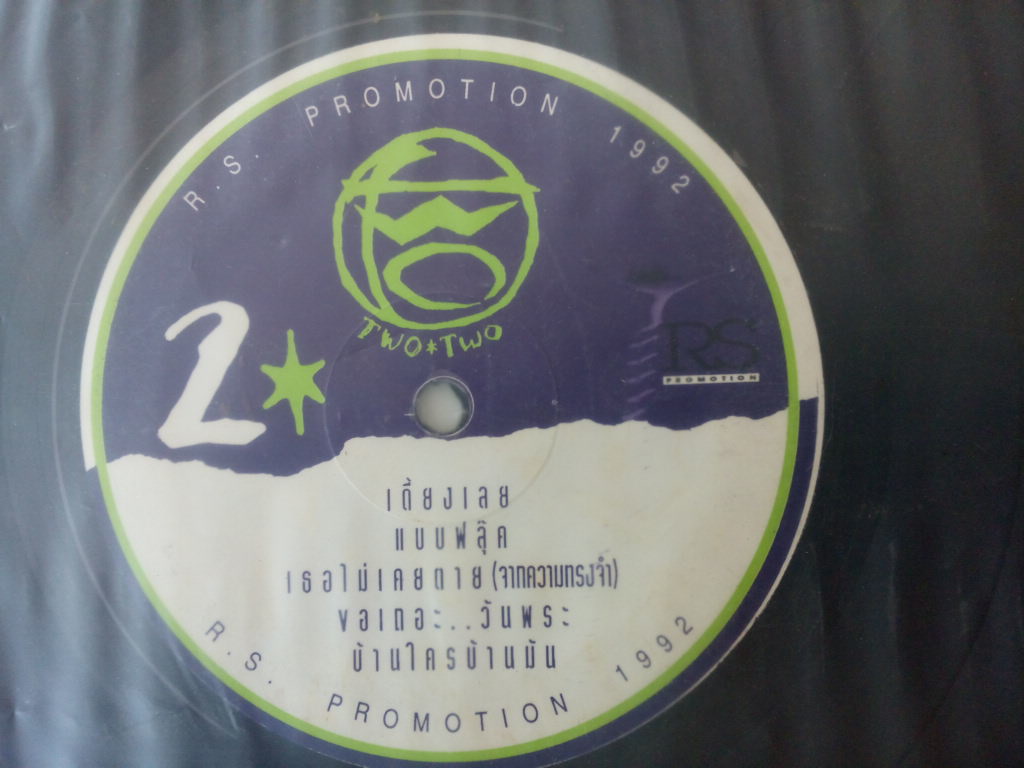 R.S. PROMOTION 1992
TWO*TWO
2*
RS
PROMOTION
เดี้ยงเลย
แบบฟลุ๊ค
เธอไม่เคยตาย (จากความทรงจำ)
ขอเถอะ..วันพระ
บ้านใครบ้านมัน
R.S. PROMOTION 1992